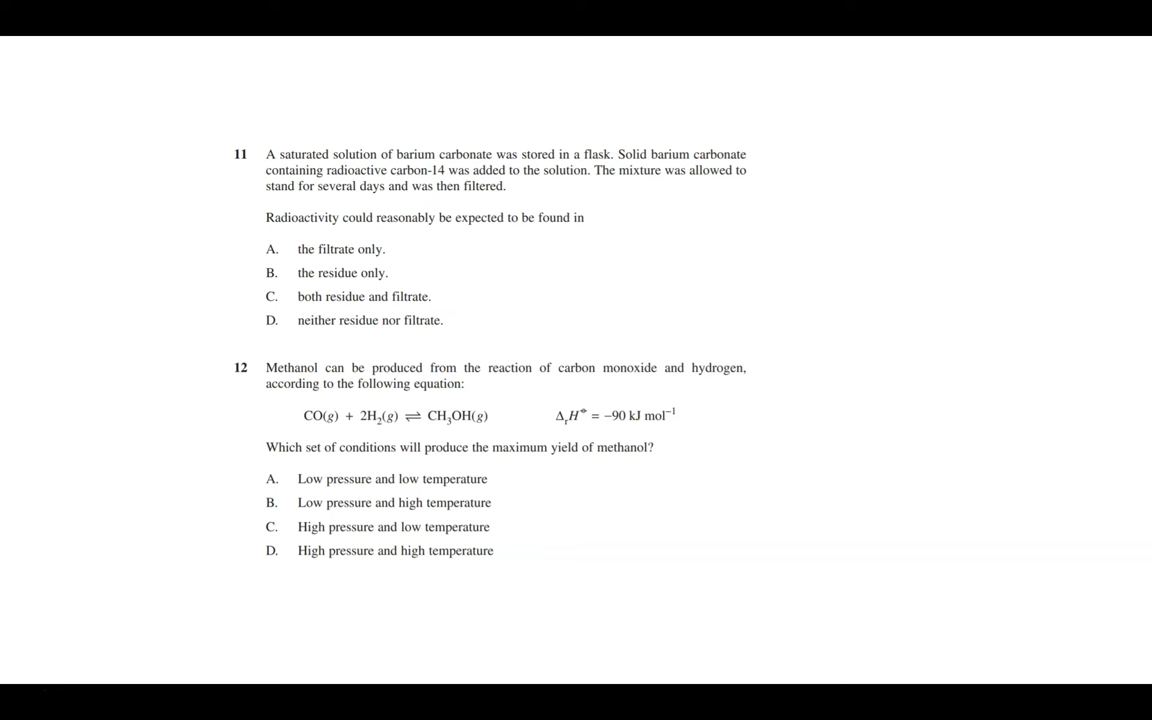 11 A saturated solution of barium carbonate was stored in a flask. Solid barium carbonate
containing radioactive carbon-14 was added to the solution. The mixture was allowed to
stand for several days and was then filtered.
Radioactivity could reasonably be expected to be found in
A. the filtrate only.
B. the residue only.
C. both residue and filtrate.
D. neither residue nor filtrate.
12 Methanol can be produced from the reaction of carbon monoxide and hydrogen,
according to the following equation:
CO(g) + 2H₂(g) ⇌ CH₃OH(g) ΔᵣH° = −90 kJ mol⁻¹
Which set of conditions will produce the maximum yield of methanol?
A. Low pressure and low temperature
B. Low pressure and high temperature
C. High pressure and low temperature
D. High pressure and high temperature